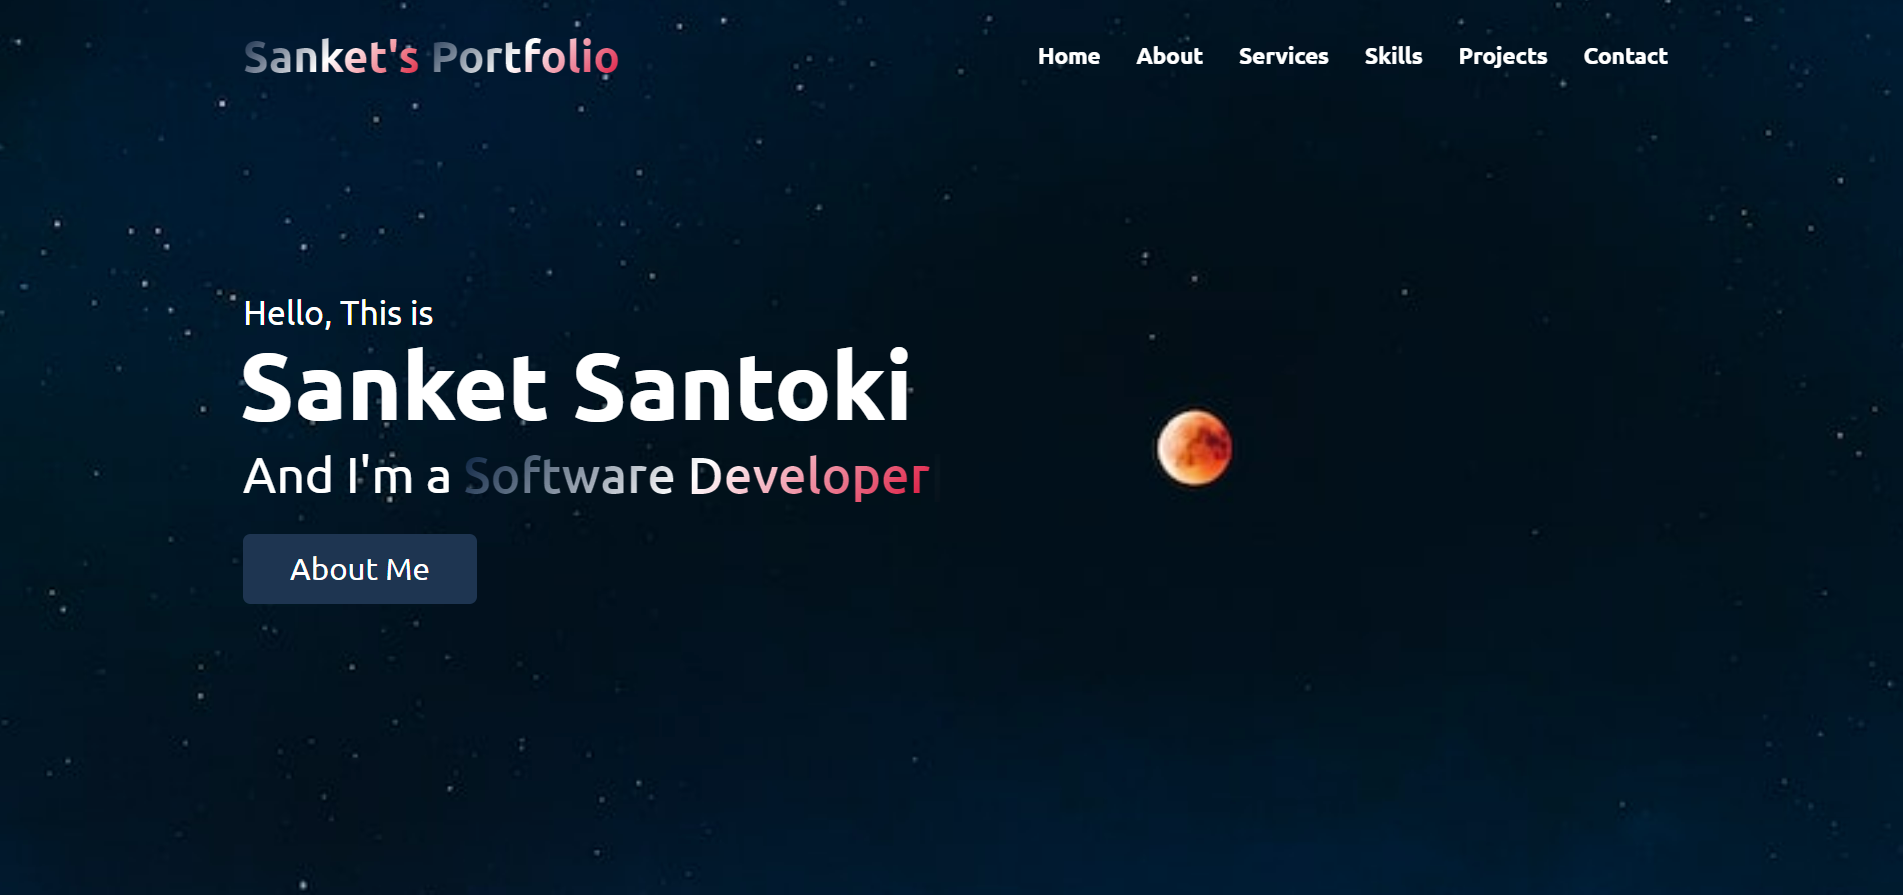 Sanket's Portfolio
Home About Services Skills Projects Contact
Hello, This is
Sanket Santoki
And I'm a Software Developer
About Me